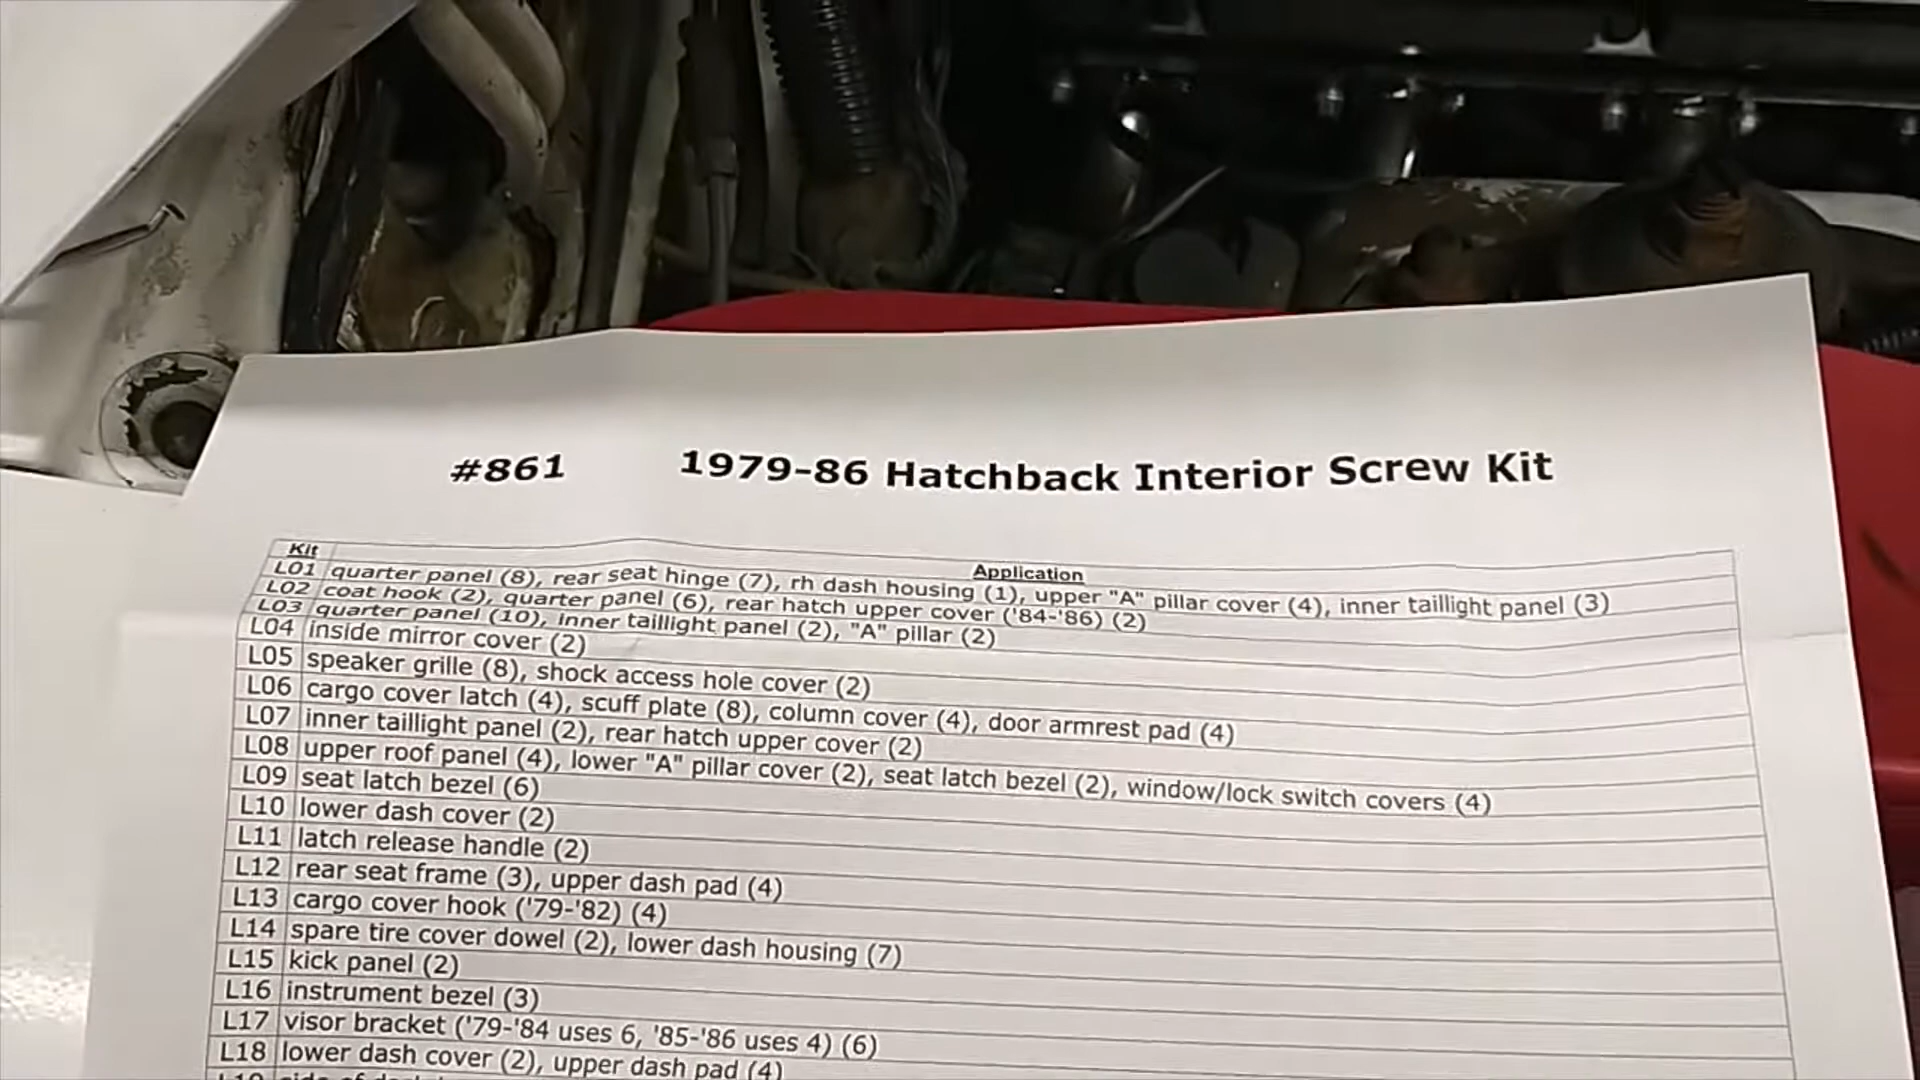 #861 1979-86 Hatchback Interior Screw Kit
Kit Application
L01 quarter panel (8), rear seat hinge (7), rh dash housing (1), upper "A" pillar cover (4), inner taillight panel (3)
L02 coat hook (2), quarter panel (6), rear hatch upper cover ('84-'86) (2)
L03 quarter panel (10), inner taillight panel (2), "A" pillar (2)
L04 inside mirror cover (2)
L05 speaker grille (8), shock access hole cover (2)
L06 cargo cover latch (4), scuff plate (8), column cover (4), door armrest pad (4)
L07 inner taillight panel (2), rear hatch upper cover (2)
L08 upper roof panel (4), lower "A" pillar cover (2), seat latch bezel (2), window/lock switch covers (4)
L09 seat latch bezel (6)
L10 lower dash cover (2)
L11 latch release handle (2)
L12 rear seat frame (3), upper dash pad (4)
L13 cargo cover hook ('79-'82) (4)
L14 spare tire cover dowel (2), lower dash housing (7)
L15 kick panel (2)
L16 instrument bezel (3)
L17 visor bracket ('79-'84 uses 6, '85-'86 uses 4) (6)
L18 lower dash cover (2), upper dash pad (4)